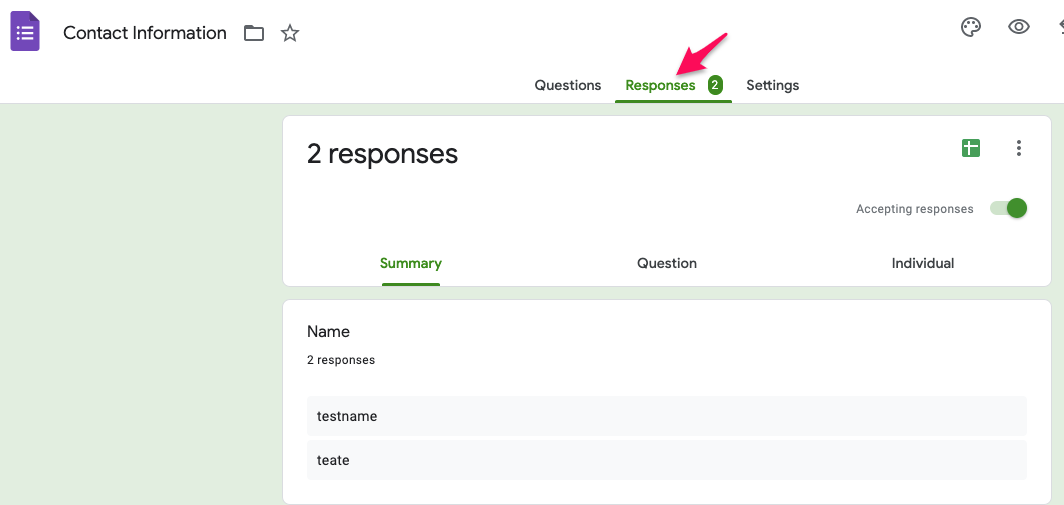 Contact Information
Questions Responses 2 Settings
2 responses
Accepting responses
Summary Question Individual
Name
2 responses
testname
teate